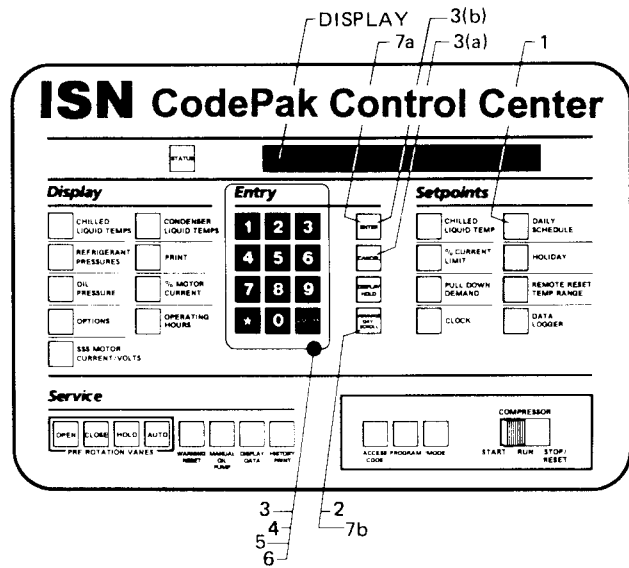 DISPLAY
3(b)
7a
3(a)
1
ISN CodePak Control Center
STATUS
Display
Entry
Setpoints
CHILLED LIQUID TEMPS
CONDENSER LIQUID TEMPS
REFRIGERANT PRESSURES
PRINT
OIL PRESSURE
% MOTOR CURRENT
OPTIONS
OPERATING HOURS
SSS MOTOR CURRENT/VOLTS
1 2 3
4 5 6
7 8 9
* 0
ENTER
CANCEL
DISPLAY HOLD
DAY SCROLL
CHILLED LIQUID TEMP
DAILY SCHEDULE
% CURRENT LIMIT
HOLIDAY
PULL DOWN DEMAND
REMOTE RESET TEMP RANGE
CLOCK
DATA LOGGER
Service
OPEN CLOSE HOLD AUTO
PRE ROTATION VANES
WARNING RESET
MANUAL OIL PUMP
DISPLAY DATA
HISTORY PRINT
ACCESS CODE
PROGRAM
MODE
COMPRESSOR
START RUN STOP/ RESET
3
4
5
6
2
7b